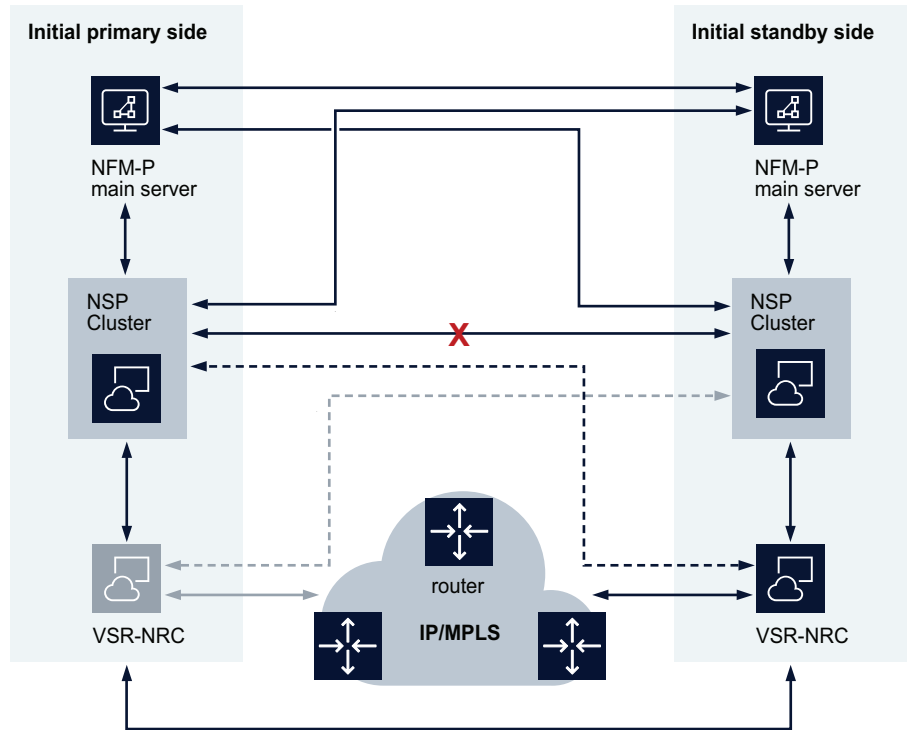 Initial primary side
Initial standby side
NFM-P
main server
NFM-P
main server
NSP
Cluster
NSP
Cluster
X
router
IP/MPLS
VSR-NRC
VSR-NRC